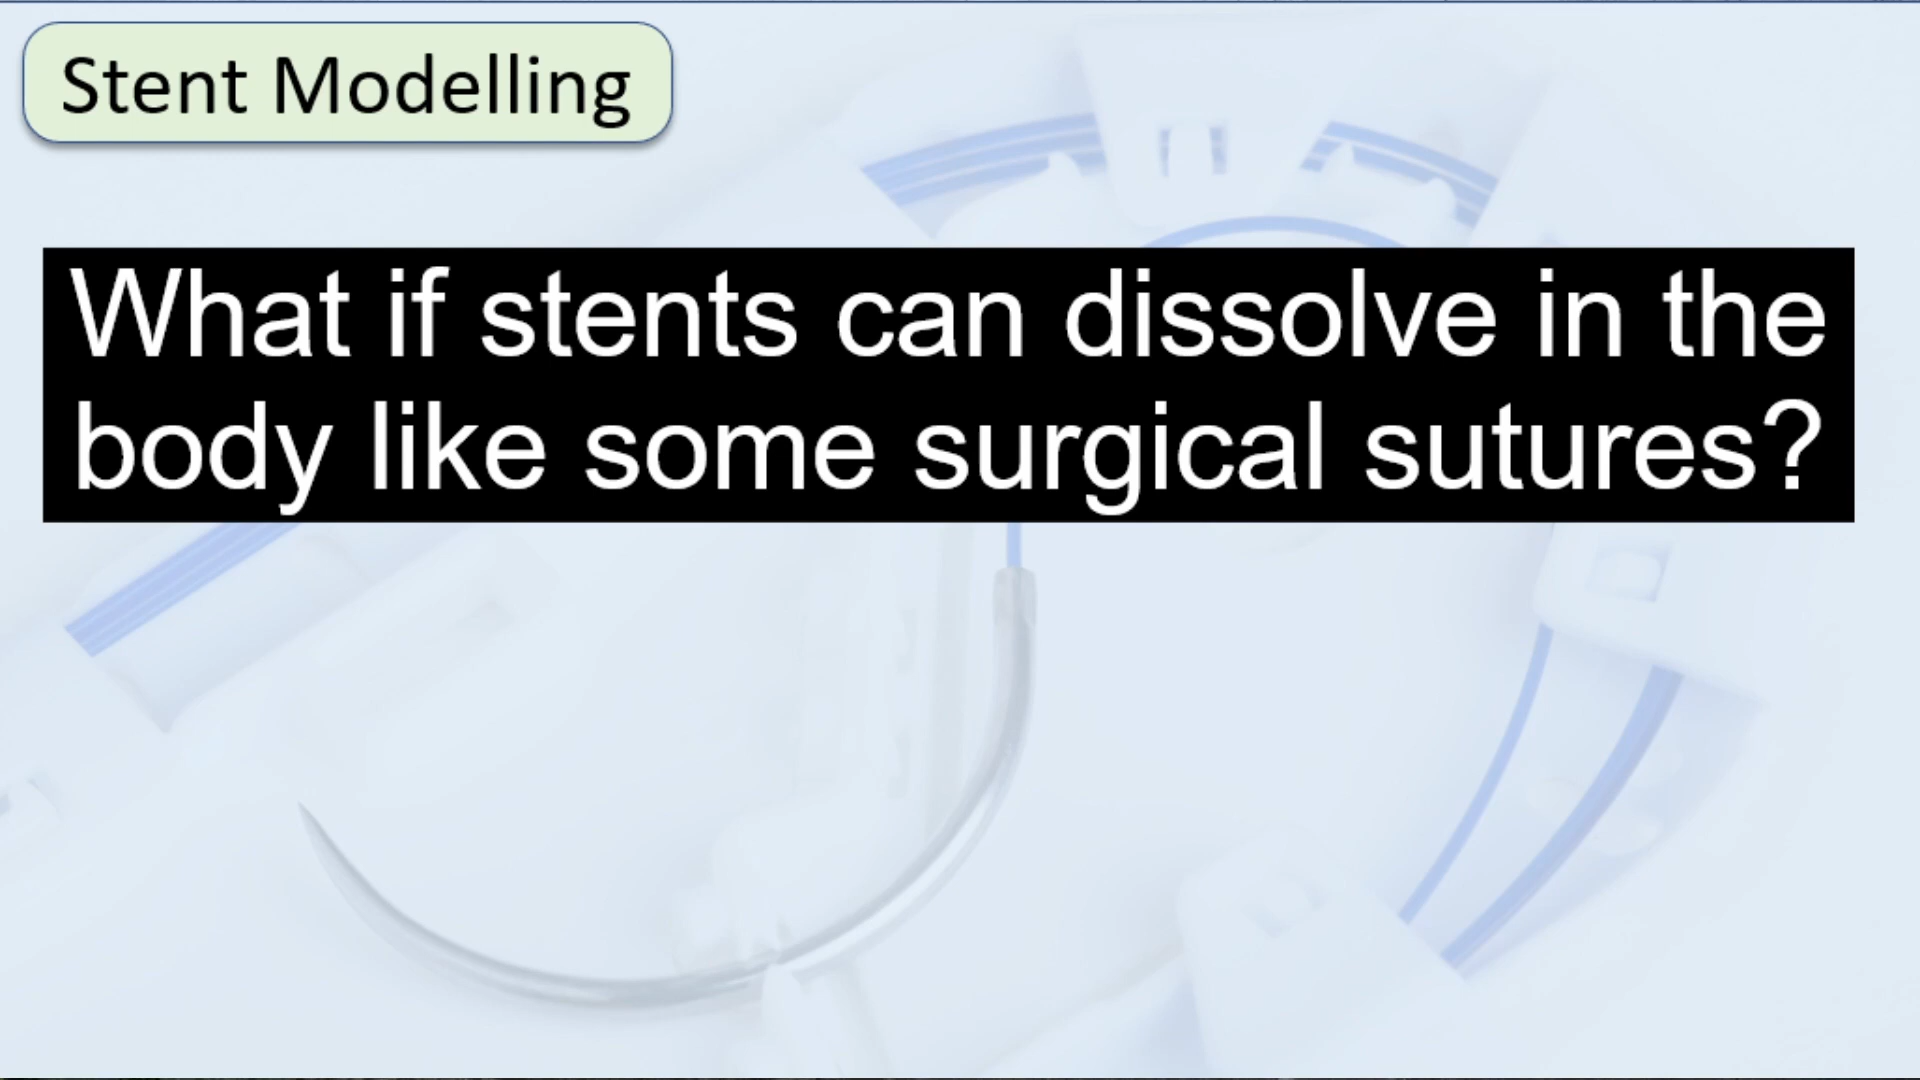 Stent Modelling
What if stents can dissolve in the
body like some surgical sutures?